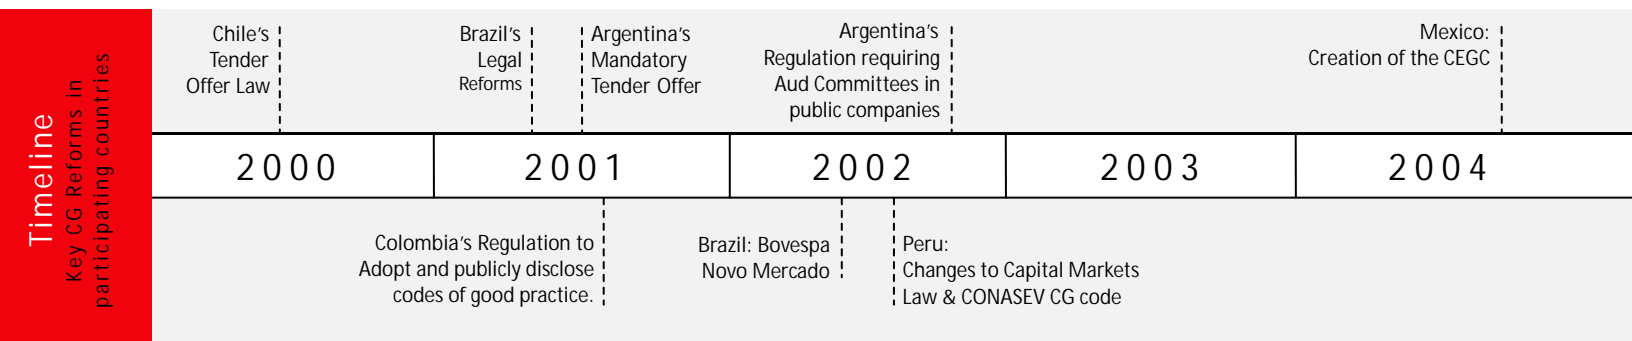 Timeline
Key CG Reforms in
participating countries
Chile's
Tender
Offer Law
Brazil's
Legal
Reforms
Argentina's
Mandatory
Tender Offer
Argentina's
Regulation requiring
Aud Committees in
public companies
Mexico:
Creation of the CEGC
2000
2001
2002
2003
2004
Colombia's Regulation to
Adopt and publicly disclose
codes of good practice.
Brazil: Bovespa
Novo Mercado
Peru:
Changes to Capital Markets
Law & CONASEV CG code